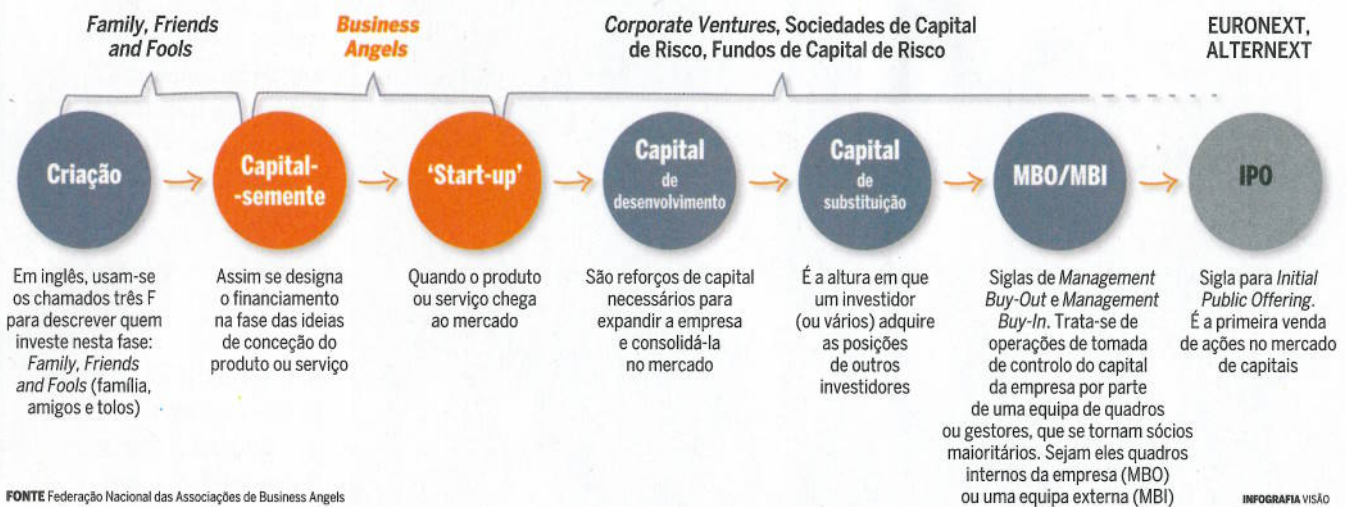 Family, Friends
and Fools
Business
Angels
Corporate Ventures, Sociedades de Capital
de Risco, Fundos de Capital de Risco
EURONEXT,
ALTERNEXT
Criação
Capital-
-semente
'Start-up'
Capital
de
desenvolvimento
Capital
de
substituição
MBO/MBI
IPO
Em inglês, usam-se
os chamados três F
para descrever quem
investe nesta fase:
Family, Friends
and Fools (família,
amigos e tolos)
Assim se designa
o financiamento
na fase das ideias
de conceção do
produto ou serviço
Quando o produto
ou serviço chega
ao mercado
São reforços de capital
necessários para
expandir a empresa
e consolidá-la
no mercado
É a altura em que
um investidor
(ou vários) adquire
as posições
de outros
investidores
Siglas de Management
Buy-Out e Management
Buy-In. Trata-se de
operações de tomada
de controlo do capital
da empresa por parte
de uma equipa de quadros
ou gestores, que se tornam sócios
maioritários. Sejam eles quadros
internos da empresa (MBO)
ou uma equipa externa (MBI)
Sigla para Initial
Public Offering.
É a primeira venda
de ações no mercado
de capitais
FONTE Federação Nacional das Associações de Business Angels
INFOGRAFIA VISÃO